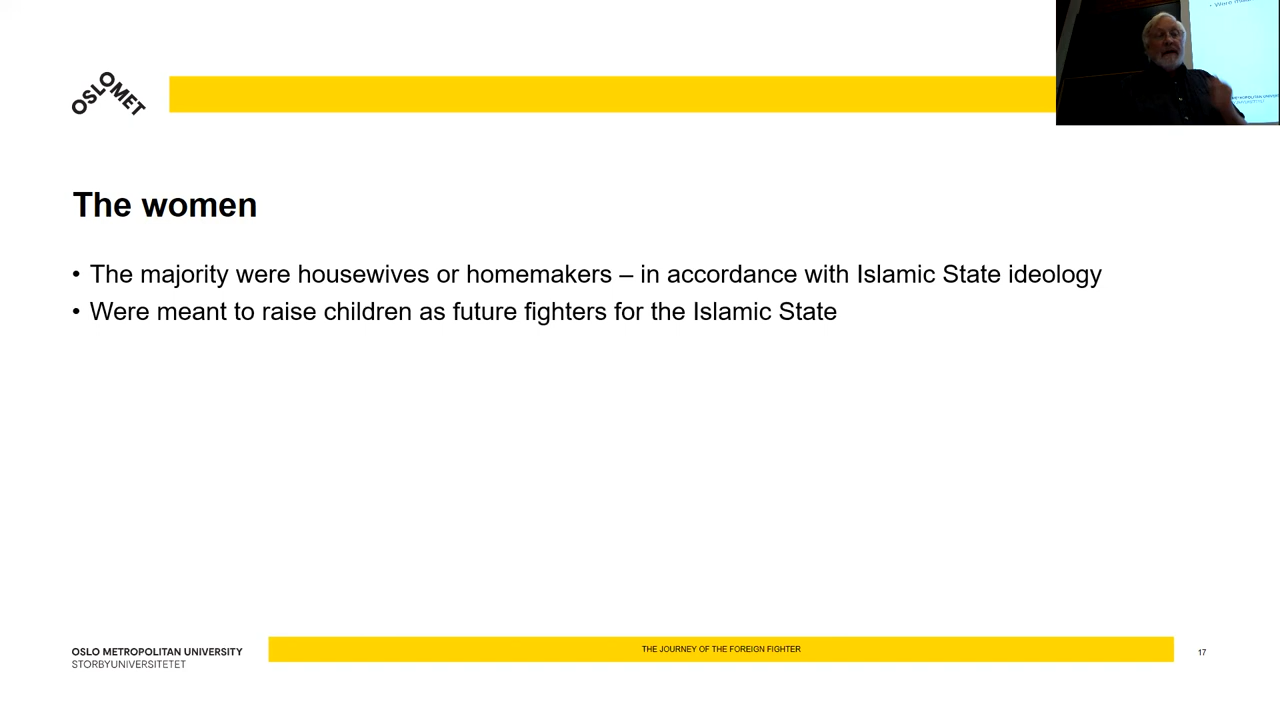 OSLOMET
The women
• The majority were housewives or homemakers – in accordance with Islamic State ideology
• Were meant to raise children as future fighters for the Islamic State
OSLO METROPOLITAN UNIVERSITY
STORBYUNIVERSITETET
THE JOURNEY OF THE FOREIGN FIGHTER
17